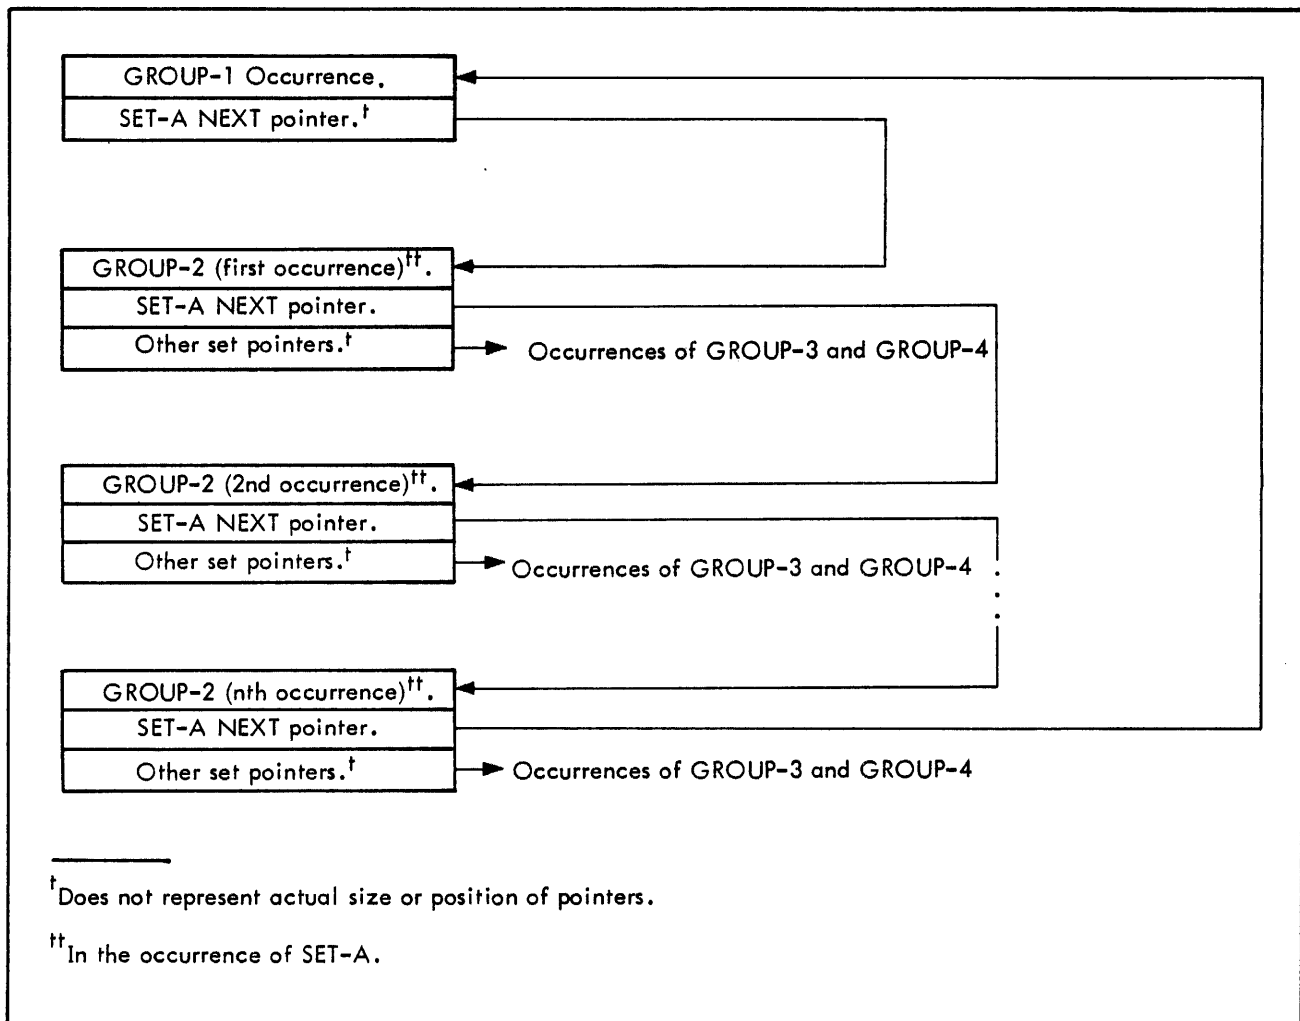 GROUP-1 Occurrence.
SET-A NEXT pointer.†
GROUP-2 (first occurrence)††.
SET-A NEXT pointer.
Other set pointers.†
Occurrences of GROUP-3 and GROUP-4
GROUP-2 (2nd occurrence)††.
SET-A NEXT pointer.
Other set pointers.†
Occurrences of GROUP-3 and GROUP-4
GROUP-2 (nth occurrence)††.
SET-A NEXT pointer.
Other set pointers.†
Occurrences of GROUP-3 and GROUP-4
†Does not represent actual size or position of pointers.
††In the occurrence of SET-A.